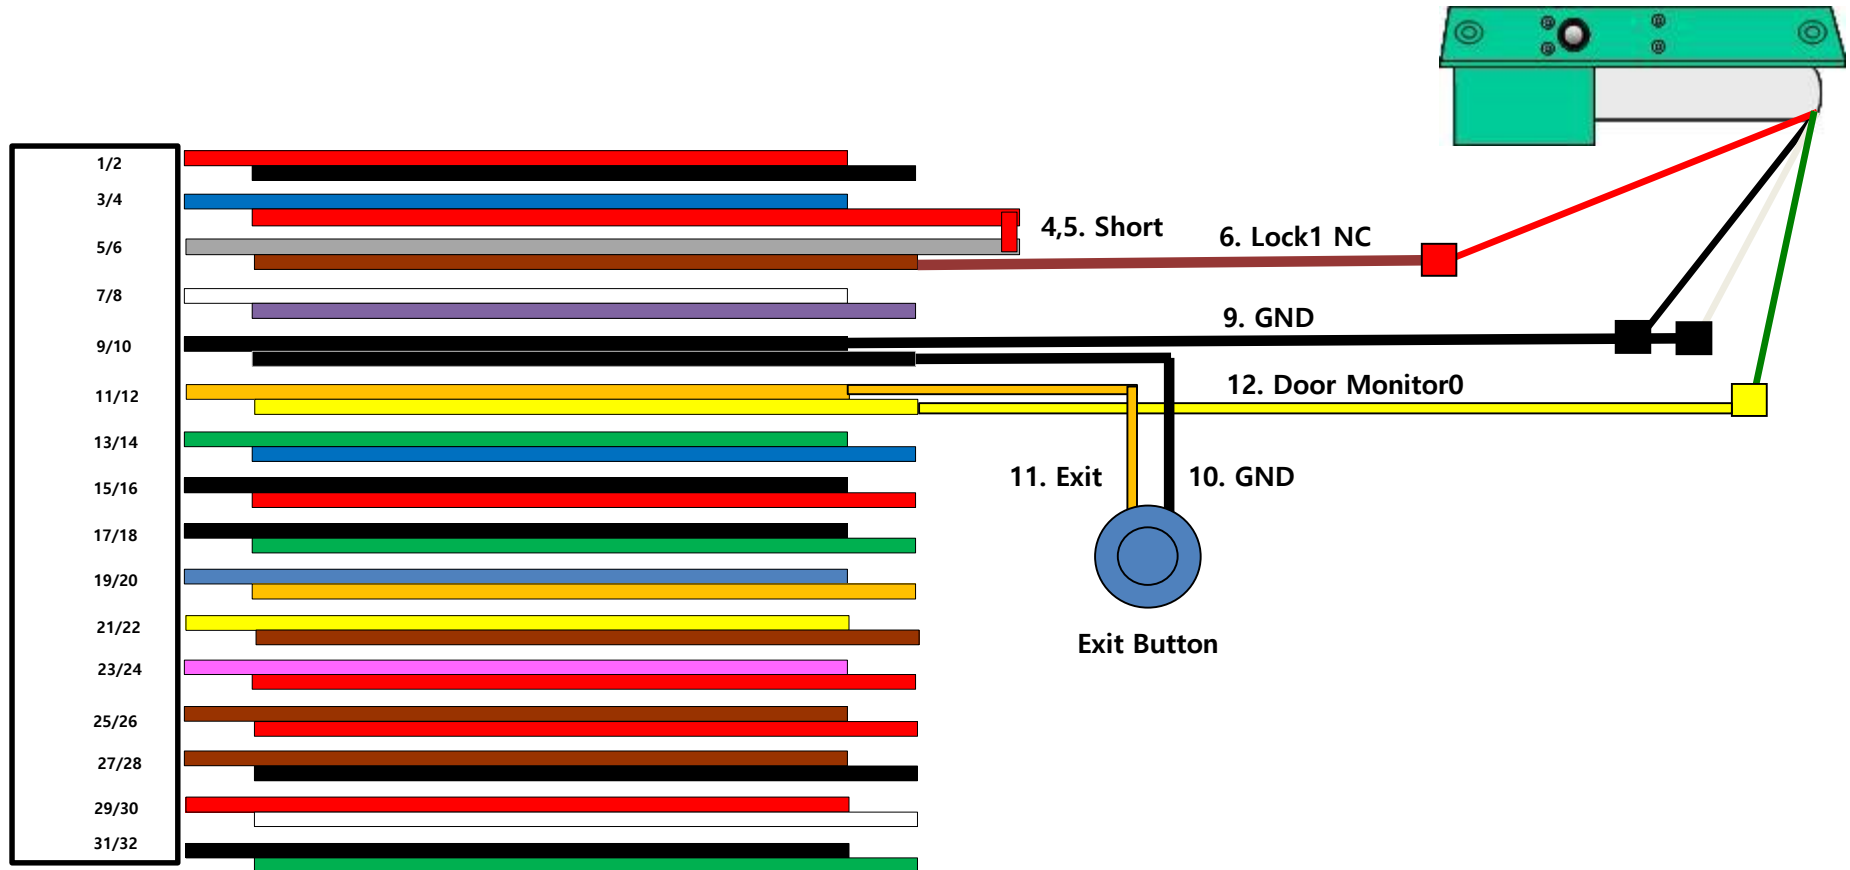 1/2
3/4
4,5. Short
5/6
6. Lock1 NC
7/8
9. GND
9/10
12. Door Monitor0
11/12
13/14
11. Exit
10. GND
15/16
17/18
19/20
21/22
Exit Button
23/24
25/26
27/28
29/30
31/32